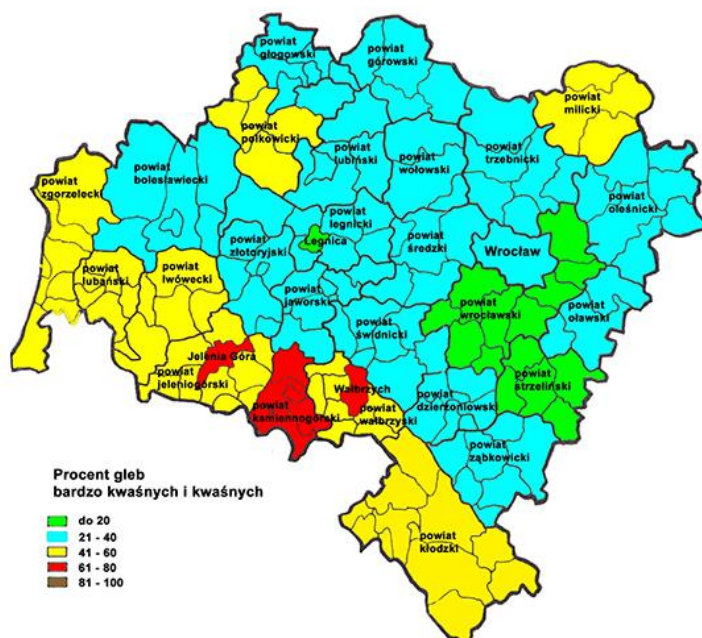 powiat
głogowski
powiat
górowski
powiat
milicki
powiat
polkowicki
powiat
lubiński
powiat
wołowski
powiat
trzebnicki
powiat
zgorzelecki
powiat
bolesławiecki
powiat
oleśnicki
powiat
legnicki
Legnica
powiat
złotoryjski
powiat
średzki
Wrocław
powiat
lubański
powiat
lwówecki
powiat
jaworski
powiat
wrocławski
powiat
oławski
powiat
świdnicki
Jelenia Góra
powiat
jeleniogórski
Wałbrzych
powiat
kamiennogórski
powiat
wałbrzyski
powiat
dzierżoniowski
powiat
strzeliński
powiat
ząbkowicki
powiat
kłodzki
Procent gleb
bardzo kwaśnych i kwaśnych
do 20
21 - 40
41 - 60
61 - 80
81 - 100